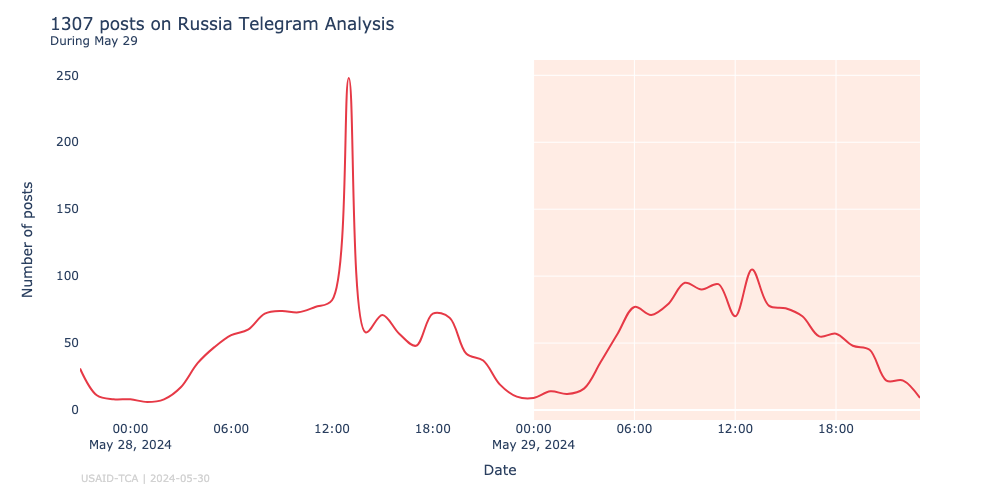 1307 posts on Russia Telegram Analysis
During May 29
250
200
150
100
50
0
Number of posts
00:00 06:00 12:00 18:00 00:00 06:00 12:00 18:00
May 28, 2024 May 29, 2024
Date
USAID-TCA | 2024-05-30